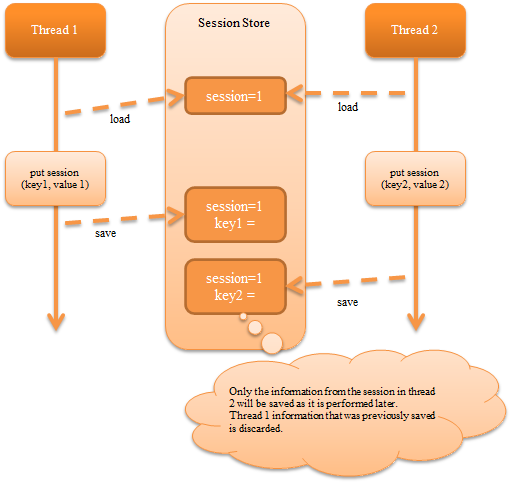 Thread 1
Session Store
Thread 2
session=1
load
load
put session
(key1, value 1)
put session
(key2, value 2)
session=1
key1 =
save
session=1
key2 =
save
Only the information from the session in thread
2 will be saved as it is performed later.
Thread 1 information that was previously saved
is discarded.